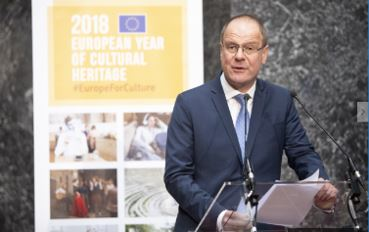 2018
EUROPEAN YEAR
OF CULTURAL
HERITAGE
#EuropeForCulture